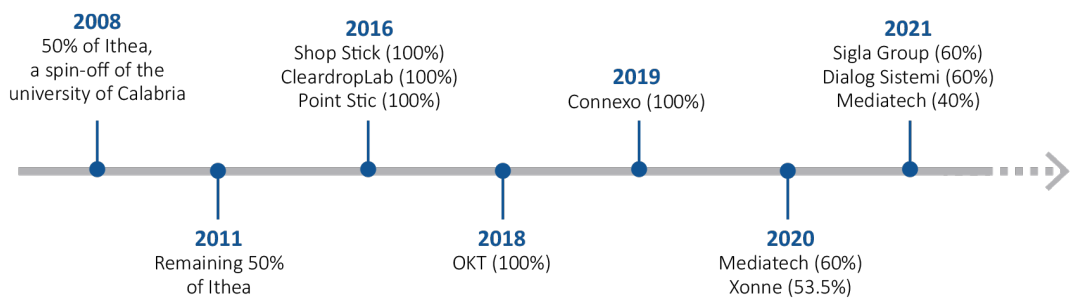 2008
50% of Ithea,
a spin-off of the
university of Calabria
2011
Remaining 50%
of Ithea
2016
Shop Stick (100%)
CleardropLab (100%)
Point Stic (100%)
2018
OKT (100%)
2019
Connexo (100%)
2020
Mediatech (60%)
Xonne (53.5%)
2021
Sigla Group (60%)
Dialog Sistemi (60%)
Mediatech (40%)